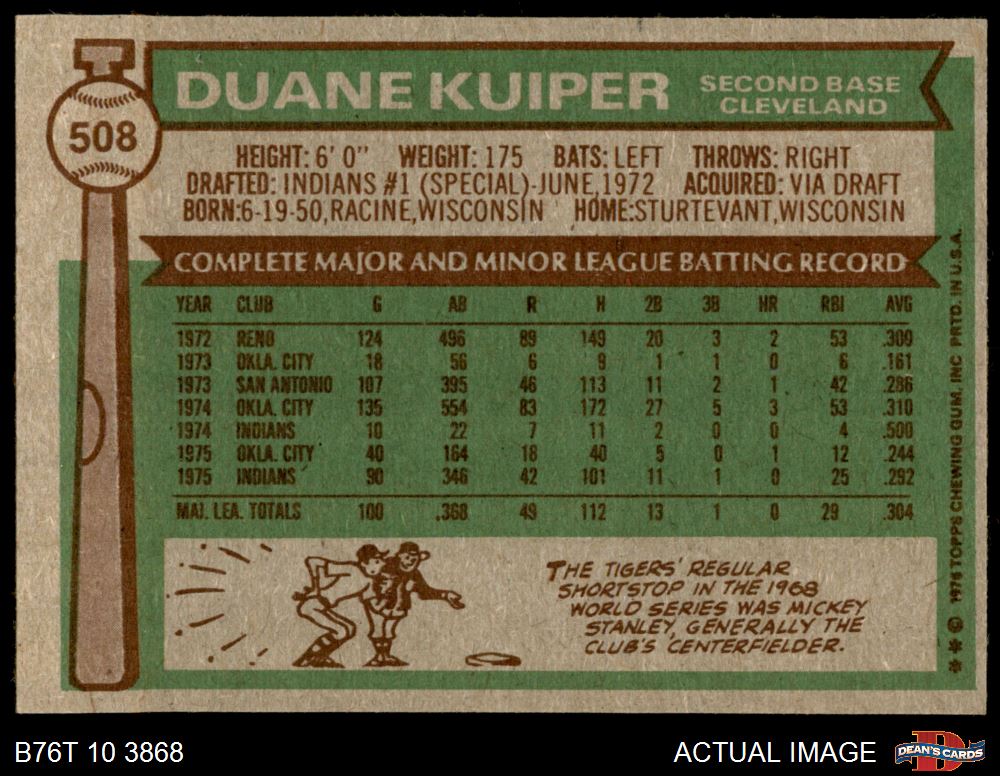 508
DUANE KUIPER
SECOND BASE
CLEVELAND
HEIGHT: 6' 0" WEIGHT: 175 BATS: LEFT THROWS: RIGHT
DRAFTED: INDIANS #1 (SPECIAL)-JUNE,1972 ACQUIRED: VIA DRAFT
BORN:6-19-50,RACINE,WISCONSIN HOME:STURTEVANT,WISCONSIN
COMPLETE MAJOR AND MINOR LEAGUE BATTING RECORD
YEAR CLUB G AB R H 2B 3B HR RBI AVG
1972 RENO 124 496 89 149 20 3 2 53 .300
1973 OKLA. CITY 18 56 6 9 1 1 0 6 .161
1973 SAN ANTONIO 107 395 46 113 11 2 1 42 .286
1974 OKLA. CITY 135 554 83 172 27 5 3 53 .310
1974 INDIANS 10 22 7 11 2 0 0 4 .500
1975 OKLA. CITY 40 164 18 40 5 0 1 12 .244
1975 INDIANS 90 346 42 101 11 1 0 25 .292
MAJ. LEA. TOTALS 100 .368 49 112 13 1 0 29 .304
THE TIGERS' REGULAR
SHORTSTOP IN THE 1968
WORLD SERIES WAS MICKEY
STANLEY, GENERALLY THE
CLUB'S CENTERFIELDER.
** © 1976 TOPPS CHEWING GUM, INC PRTD. IN U.S.A.
B76T 10 3868
ACTUAL IMAGE
DEAN'S CARDS